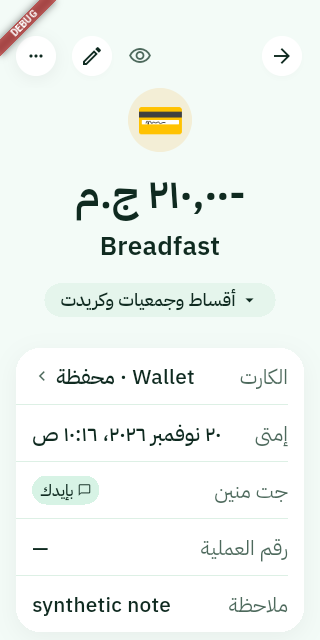 DEBUG
-٢١٠,٠٠ ج.م
Breadfast
أقساط وجمعيات وكريدت
الكارت
Wallet · محفظة
إمتى
٢٠ نوفمبر ٢٠٢٦، ١٠:١٦ ص
جت منين
بإيدك
رقم العملية
—
ملاحظة
synthetic note